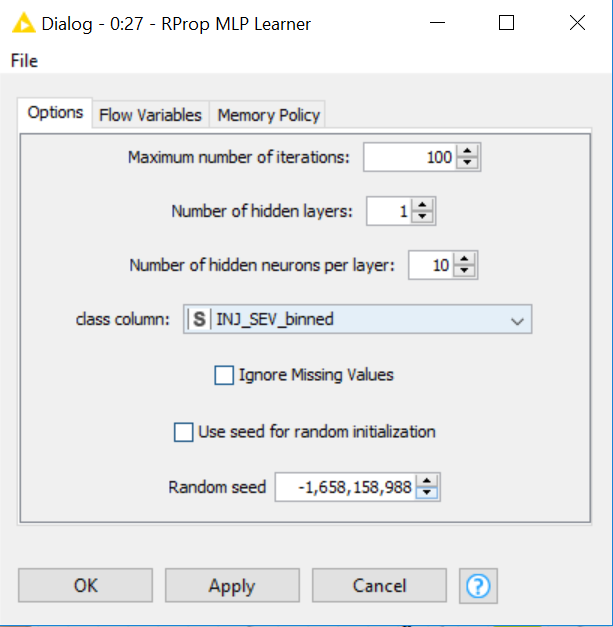 Dialog - 0:27 - RProp MLP Learner
File
Options Flow Variables Memory Policy
Maximum number of iterations: 100
Number of hidden layers: 1
Number of hidden neurons per layer: 10
class column: S INJ_SEV_binned
Ignore Missing Values
Use seed for random initialization
Random seed -1,658,158,988
OK Apply Cancel ?